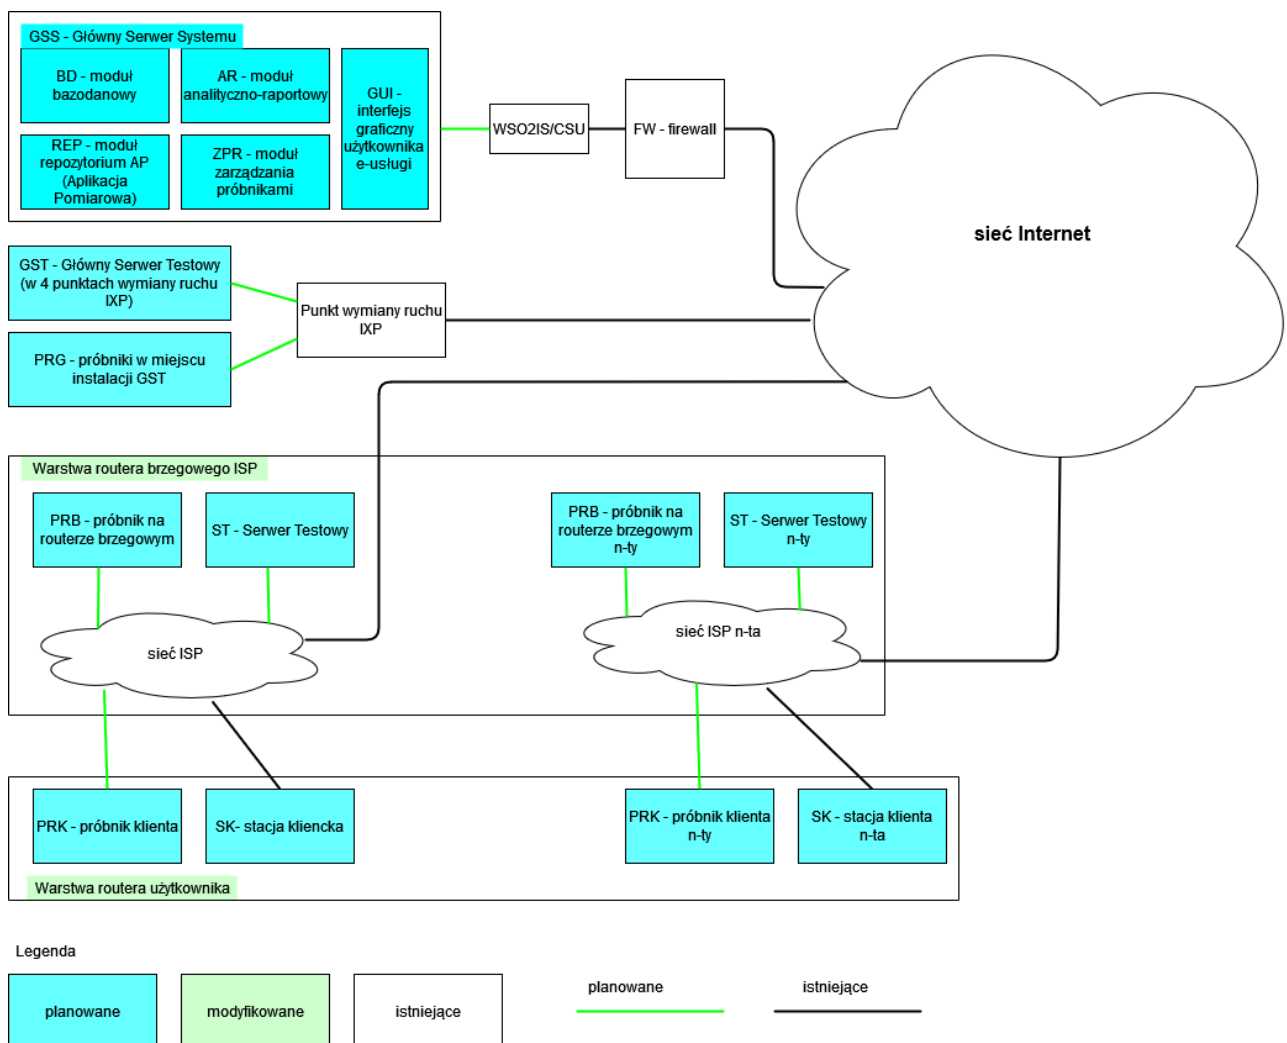 GSS - Główny Serwer Systemu
BD - moduł
bazodanowy
AR - moduł
analityczno-raportowy
GUI -
interfejs
graficzny
użytkownika
e-usługi
REP - moduł
repozytorium AP
(Aplikacja
Pomiarowa)
ZPR - moduł
zarządzania
próbnikami
WSO2IS/CSU
FW - firewall
sieć Internet
GST - Główny Serwer Testowy
(w 4 punktach wymiany ruchu
IXP)
Punkt wymiany ruchu
IXP
PRG - próbniki w miejscu
instalacji GST
Warstwa routera brzegowego ISP
PRB - próbnik na
routerze brzegowym
ST - Serwer Testowy
PRB - próbnik na
routerze brzegowym
n-ty
ST - Serwer Testowy
n-ty
sieć ISP
sieć ISP n-ta
PRK - próbnik klienta
SK- stacja kliencka
PRK - próbnik klienta
n-ty
SK - stacja klienta
n-ta
Warstwa routera użytkownika
Legenda
planowane
modyfikowane
istniejące
planowane
istniejące